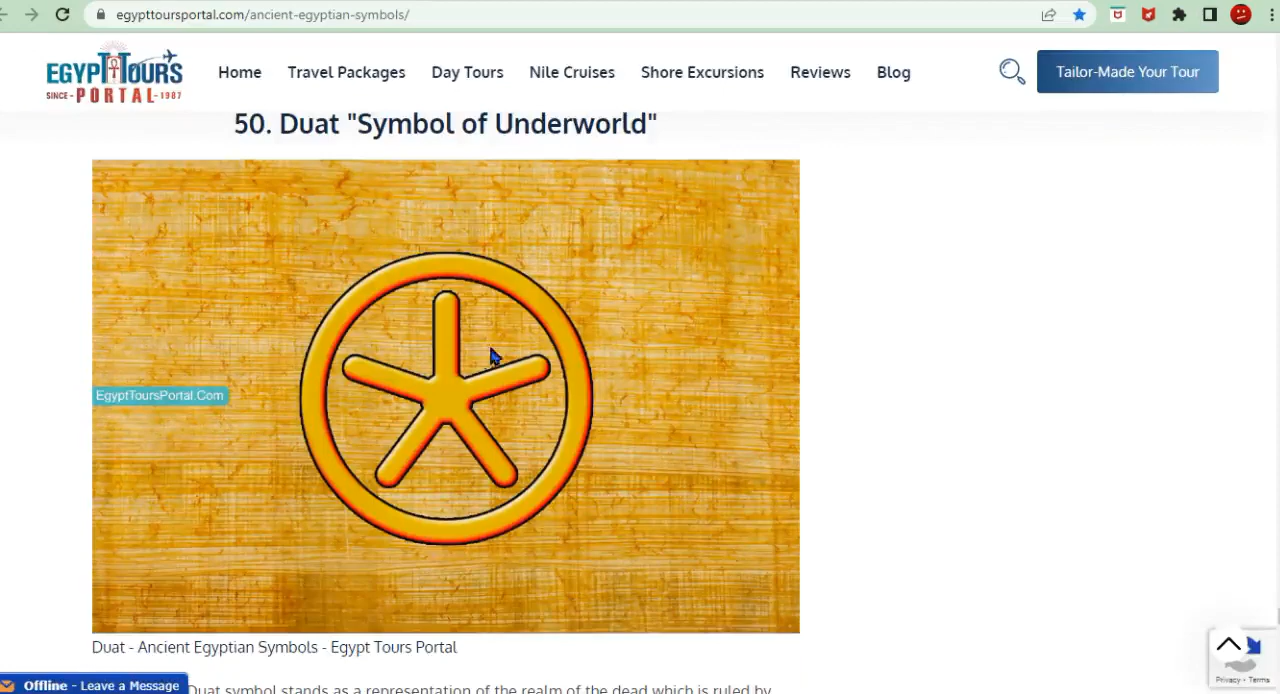 egypttoursportal.com/ancient-egyptian-symbols/
EGYPT TOURS
SINCE - PORTAL - 1987
Home Travel Packages Day Tours Nile Cruises Shore Excursions Reviews Blog
Tailor-Made Your Tour
50. Duat "Symbol of Underworld"
EgyptToursPortal.Com
Duat - Ancient Egyptian Symbols - Egypt Tours Portal
Privacy - Terms
Offline - Leave a Message
Duat symbol stands as a representation of the realm of the dead which is ruled by